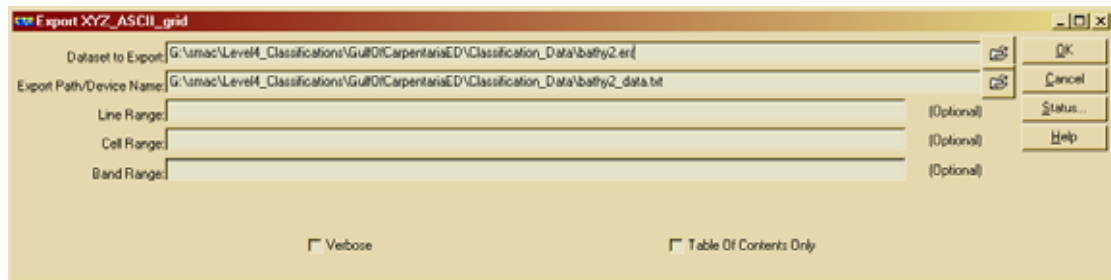 Export XYZ_ASCII_grid
Dataset to Export: G:\smac\Level4_Classifications\GulfOfCarpentariaED\Classification_Data\bathy2.ers
OK
Export Path/Device Name: G:\smac\Level4_Classifications\GulfOfCarpentariaED\Classification_Data\bathy2_data.txt
Cancel
Line Range: (Optional)
Status...
Cell Range: (Optional)
Help
Band Range: (Optional)
Verbose
Table Of Contents Only